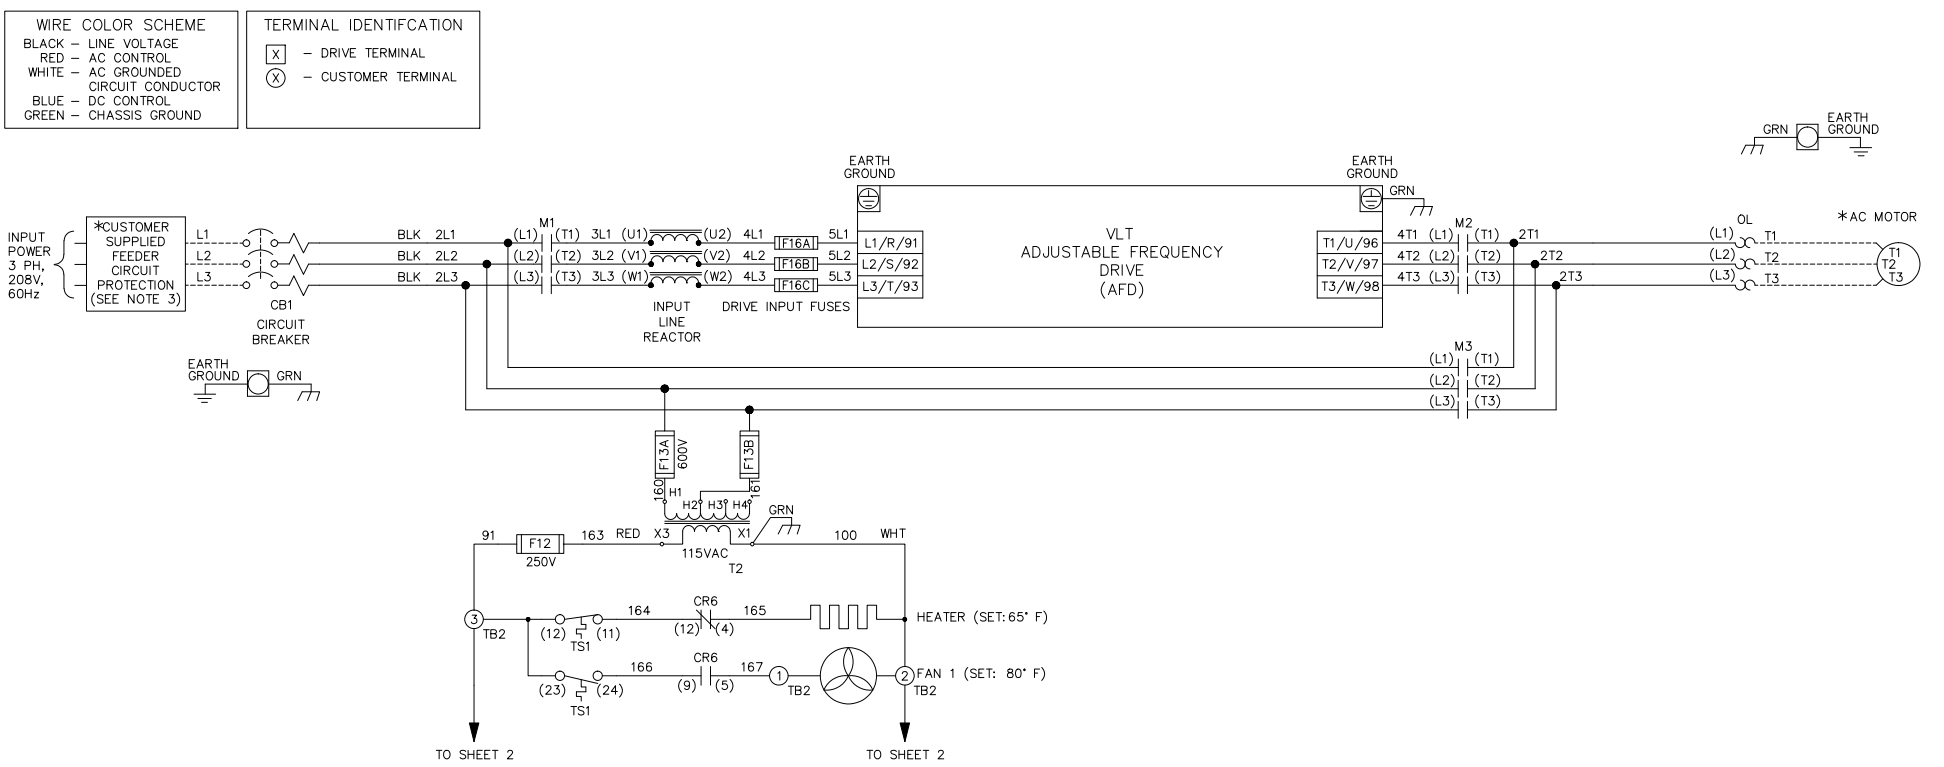 WIRE COLOR SCHEME
BLACK – LINE VOLTAGE
RED – AC CONTROL
WHITE – AC GROUNDED
CIRCUIT CONDUCTOR
BLUE – DC CONTROL
GREEN – CHASSIS GROUND
TERMINAL IDENTIFCATION
X – DRIVE TERMINAL
X – CUSTOMER TERMINAL
GRN
EARTH
GROUND
INPUT
POWER
3 PH,
208V,
60Hz
*CUSTOMER
SUPPLIED
FEEDER
CIRCUIT
PROTECTION
(SEE NOTE 3)
L1
L2
L3
CB1
CIRCUIT
BREAKER
EARTH
GROUND
GRN
M1
BLK 2L1 (L1) (T1) 3L1 (U1) (U2) 4L1 F16A 5L1 L1/R/91
BLK 2L2 (L2) (T2) 3L2 (V1) (V2) 4L2 F16B 5L2 L2/S/92
BLK 2L3 (L3) (T3) 3L3 (W1) (W2) 4L3 F16C 5L3 L3/T/93
INPUT
LINE
REACTOR
DRIVE INPUT FUSES
EARTH
GROUND
VLT
ADJUSTABLE FREQUENCY
DRIVE
(AFD)
EARTH
GROUND
GRN
M2
T1/U/96 4T1 (L1) (T1) 2T1
T2/V/97 4T2 (L2) (T2) 2T2
T3/W/98 4T3 (L3) (T3) 2T3
OL
(L1) T1
(L2) T2
(L3) T3
*AC MOTOR
T1
T2
T3
M3
(L1) (T1)
(L2) (T2)
(L3) (T3)
F13A
600V
F13B
160
161
H1
H2
H3
H4
GRN
91
F12
250V
163
RED
X3
X1
115VAC
T2
100
WHT
3
TB2
(12) (11)
TS1
164
CR6
(12) (4)
165
HEATER (SET:65° F)
(23) (24)
TS1
166
CR6
(9) (5)
167
1
TB2
2
TB2
FAN 1 (SET: 80° F)
TO SHEET 2
TO SHEET 2